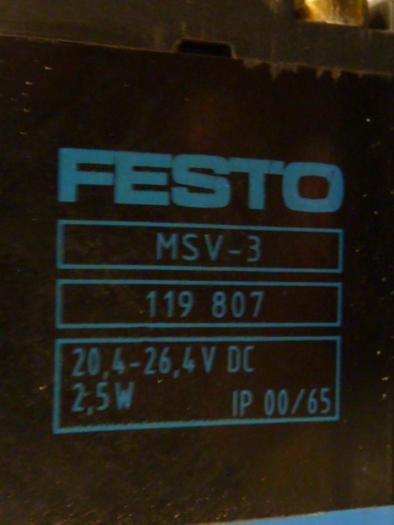 FESTO
MSV-3
119 807
20,4-26,4V DC
2,5W IP 00/65